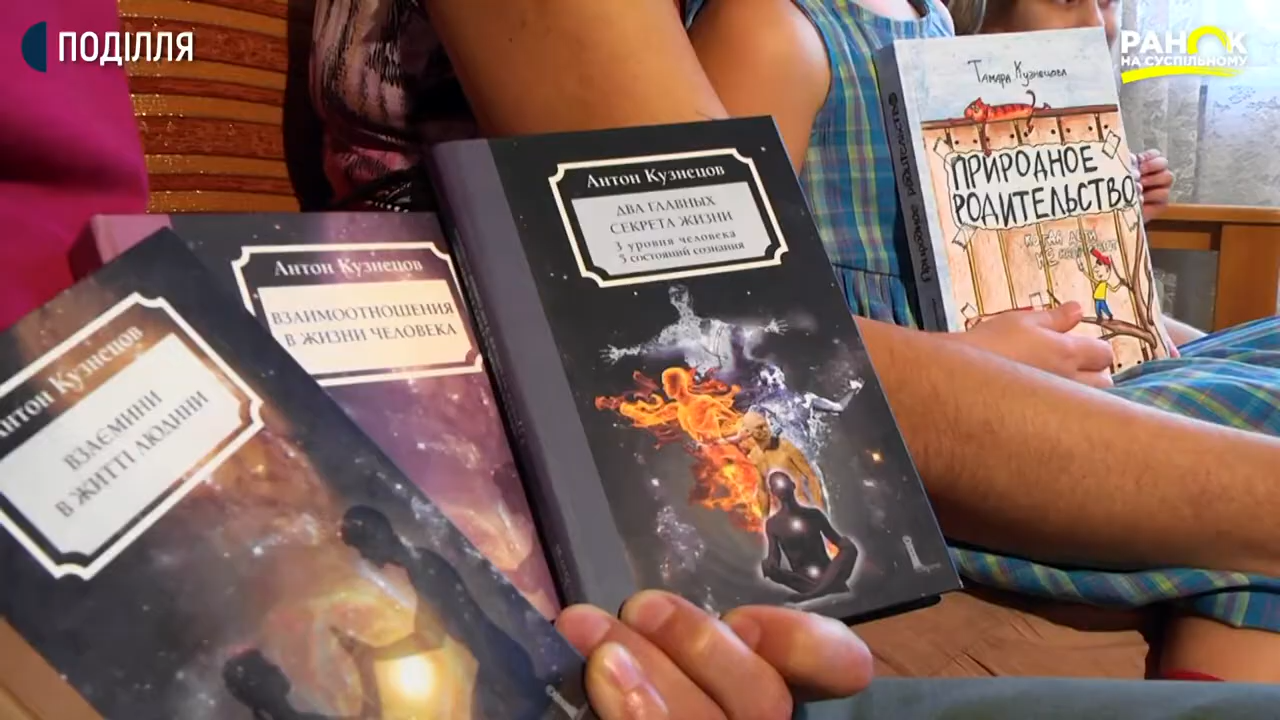 ПОДІЛЛЯ
РАНОК
НА СУСПІЛЬНОМУ
Тамара Кузнецова
ПРИРОДНОЕ
РОДИТЕЛЬСТВО
ПРИРОДНОЕ РОДИТЕЛЬСТВО
Антон Кузнецов
ДВА ГЛАВНЫХ
СЕКРЕТА ЖИЗНИ
3 уровня человека
5 состояний сознания
Антон Кузнецов
ВЗАИМООТНОШЕНИЯ
В ЖИЗНИ ЧЕЛОВЕКА
Антон Кузнецов
ВЗАЄМИНИ
В ЖИТТІ ЛЮДИНИ